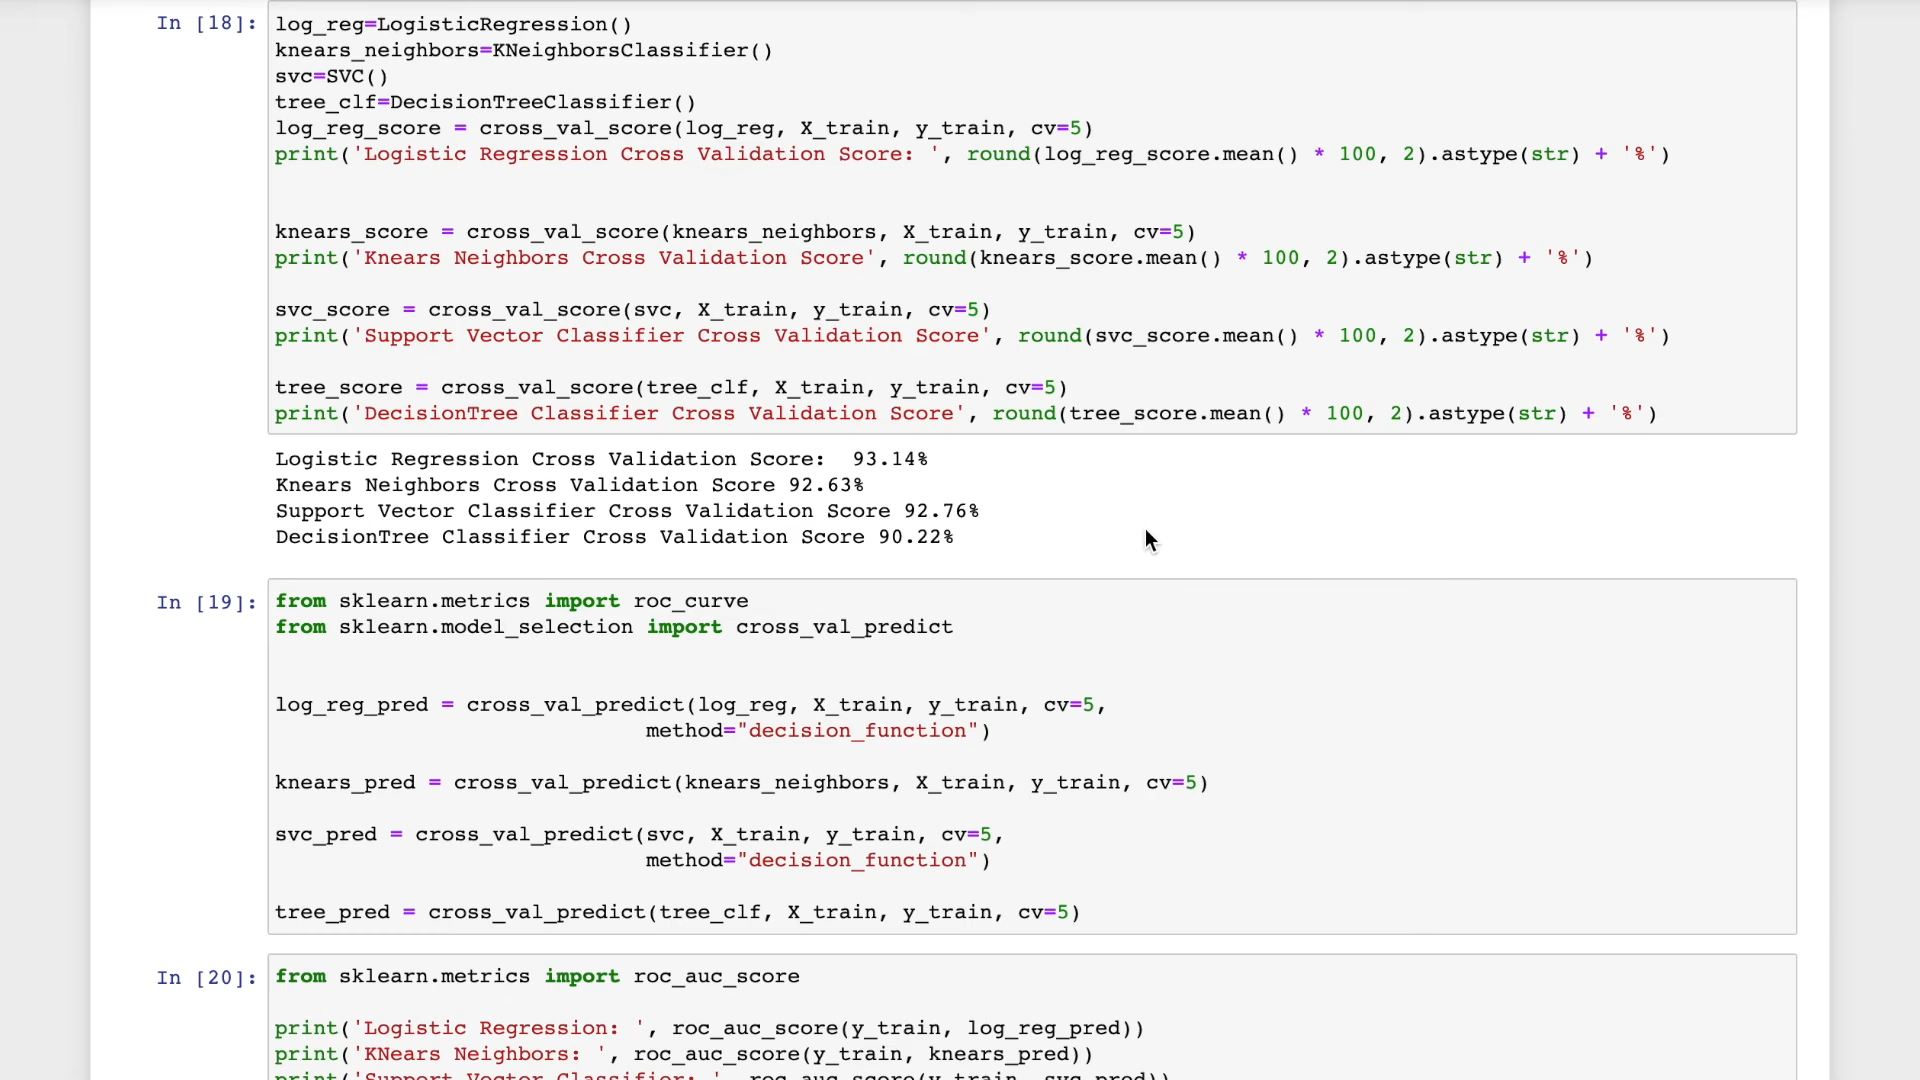 In [18]:
log_reg=LogisticRegression()
knears_neighbors=KNeighborsClassifier()
svc=SVC()
tree_clf=DecisionTreeClassifier()
log_reg_score = cross_val_score(log_reg, X_train, y_train, cv=5)
print('Logistic Regression Cross Validation Score: ', round(log_reg_score.mean() * 100, 2).astype(str) + '%')
knears_score = cross_val_score(knears_neighbors, X_train, y_train, cv=5)
print('Knears Neighbors Cross Validation Score', round(knears_score.mean() * 100, 2).astype(str) + '%')
svc_score = cross_val_score(svc, X_train, y_train, cv=5)
print('Support Vector Classifier Cross Validation Score', round(svc_score.mean() * 100, 2).astype(str) + '%')
tree_score = cross_val_score(tree_clf, X_train, y_train, cv=5)
print('DecisionTree Classifier Cross Validation Score', round(tree_score.mean() * 100, 2).astype(str) + '%')
Logistic Regression Cross Validation Score:  93.14%
Knears Neighbors Cross Validation Score 92.63%
Support Vector Classifier Cross Validation Score 92.76%
DecisionTree Classifier Cross Validation Score 90.22%
In [19]:
from sklearn.metrics import roc_curve
from sklearn.model_selection import cross_val_predict
log_reg_pred = cross_val_predict(log_reg, X_train, y_train, cv=5,
method="decision_function")
knears_pred = cross_val_predict(knears_neighbors, X_train, y_train, cv=5)
svc_pred = cross_val_predict(svc, X_train, y_train, cv=5,
method="decision_function")
tree_pred = cross_val_predict(tree_clf, X_train, y_train, cv=5)
In [20]:
from sklearn.metrics import roc_auc_score
print('Logistic Regression: ', roc_auc_score(y_train, log_reg_pred))
print('KNears Neighbors: ', roc_auc_score(y_train, knears_pred))
print('Support Vector Classifier: ', roc_auc_score(y_train, svc_pred))